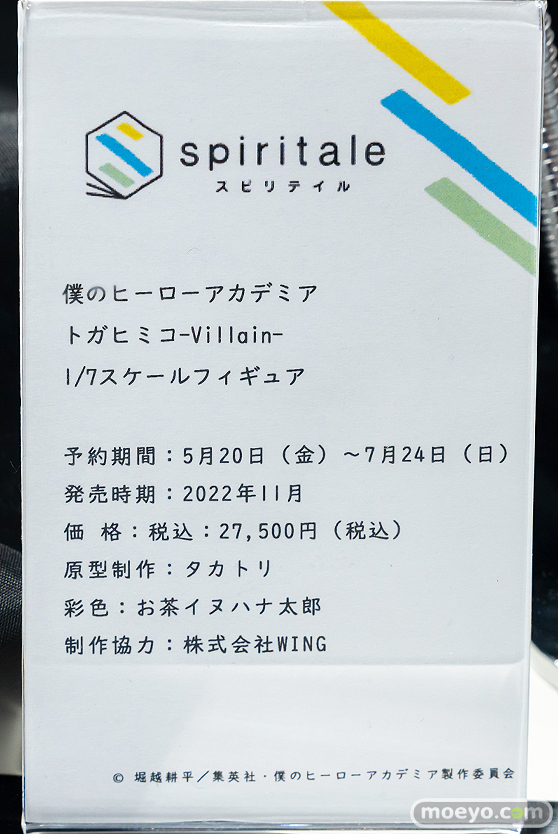 spiritale
スピリテイル
僕のヒーローアカデミア
トガヒミコ-Villain-
1/7スケールフィギュア
予約期間：5月20日（金）～7月24日（日）
発売時期：2022年11月
価 格：税込：27,500円（税込）
原型制作：タカトリ
彩色：お茶イヌハナ太郎
制作協力：株式会社WING
© 堀越耕平／集英社・僕のヒーローアカデミア製作委員会
moeyo.com